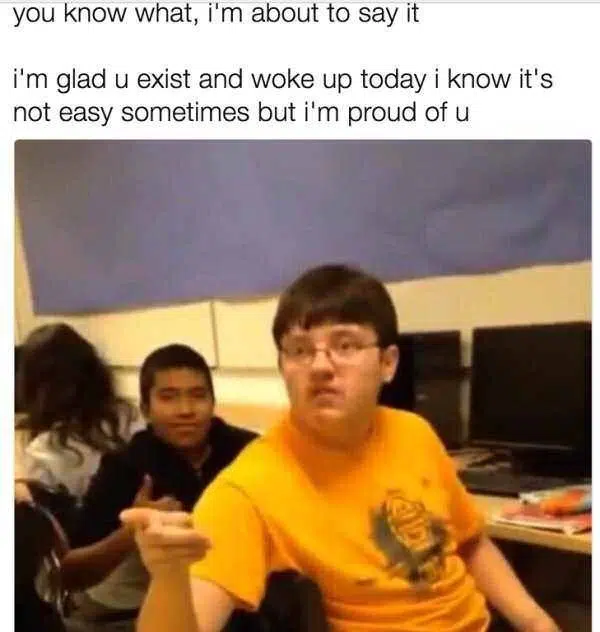 you know what, i'm about to say it
i'm glad u exist and woke up today i know it's
not easy sometimes but i'm proud of u